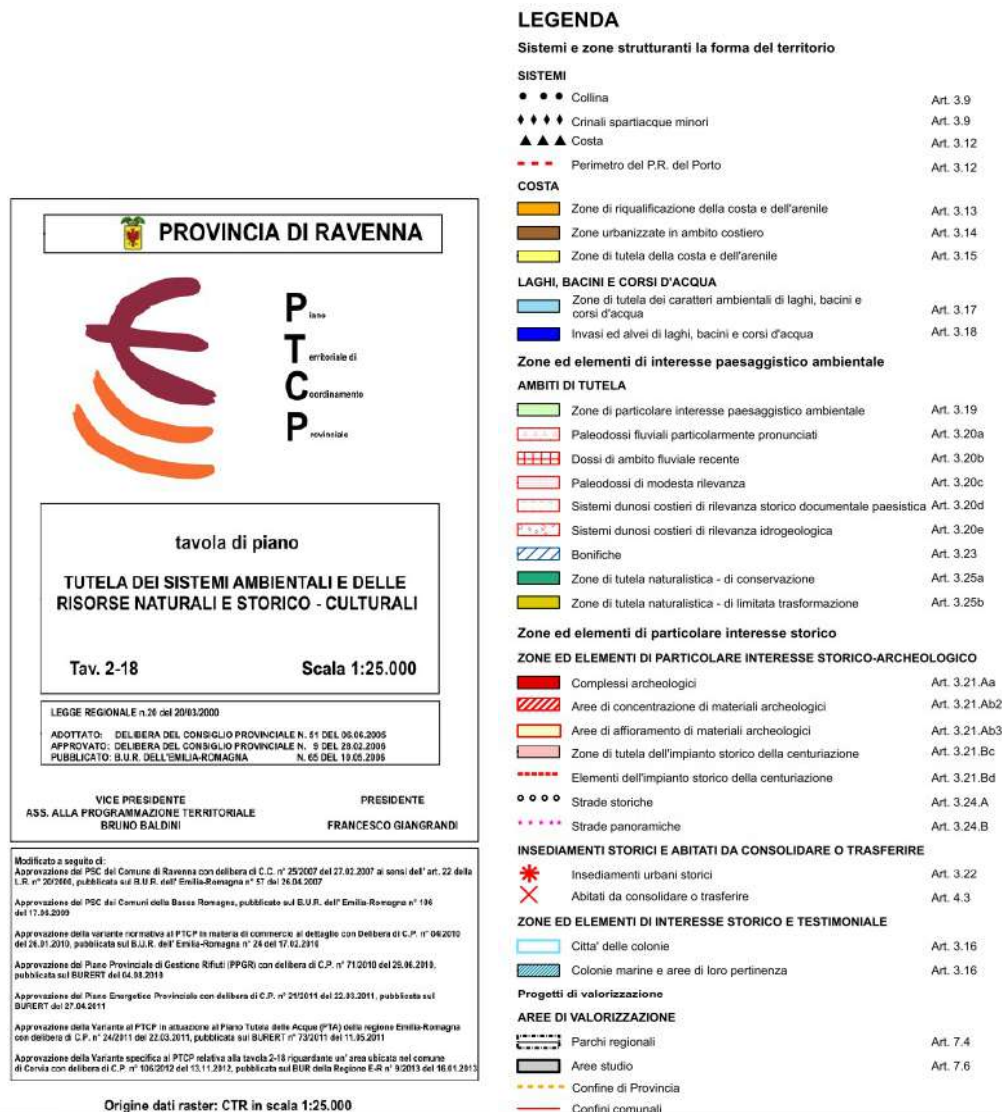 PROVINCIA DI RAVENNA
Piano
Territoriale di
Coordinamento
Provinciale
tavola di piano
TUTELA DEI SISTEMI AMBIENTALI E DELLE
RISORSE NATURALI E STORICO - CULTURALI
Tav. 2-18 Scala 1:25.000
LEGGE REGIONALE n.20 del 20/03/2000
ADOTTATO: DELIBERA DEL CONSIGLIO PROVINCIALE N. 51 DEL 06.06.2005
APPROVATO: DELIBERA DEL CONSIGLIO PROVINCIALE N. 9 DEL 28.02.2006
PUBBLICATO: B.U.R. DELL'EMILIA-ROMAGNA N. 65 DEL 10.05.2006
VICE PRESIDENTE
ASS. ALLA PROGRAMMAZIONE TERRITORIALE
BRUNO BALDINI
PRESIDENTE
FRANCESCO GIANGRANDI
Modificato a seguito di:
Approvazione del PSC del Comune di Ravenna con delibera di C.C. n° 25/2007 del 27.02.2007 ai sensi dell' art. 22 della
L.R. n° 20/2000, pubblicata sul B.U.R. dell' Emilia-Romagna n° 57 del 26.04.2007
Approvazione del PSC dei Comuni della Bassa Romagna, pubblicato sul B.U.R. dell' Emilia-Romagna n° 106
del 17.06.2009
Approvazione della variante normativa al PTCP in materia di commercio al dettaglio con Delibera di C.P. n° 04/2010
del 26.01.2010, pubblicata sul B.U.R. dell' Emilia-Romagna n° 24 del 17.02.2010
Approvazione del Piano Provinciale di Gestione Rifiuti (PPGR) con delibera di C.P. n° 71/2010 del 29.06.2010,
pubblicata sul BURERT del 04.08.2010
Approvazione del Piano Energetico Provinciale con delibera di C.P. n° 21/2011 del 22.03.2011, pubblicata sul
BURERT del 27.04.2011
Approvazione della Variante al PTCP in attuazione al Piano Tutela delle Acque (PTA) della regione Emilia-Romagna
con delibera di C.P. n° 24/2011 del 22.03.2011, pubblicata sul BURERT n° 73/2011 del 11.05.2011
Approvazione della Variante specifica al PTCP relativa alla tavola 2-18 riguardante un' area ubicata nel comune
di Cervia con delibera di C.P. n° 106/2012 del 13.11.2012, pubblicata sul BUR della Regione E-R n° 9/2013 del 16.01.2013
Origine dati raster: CTR in scala 1:25.000
LEGENDA
Sistemi e zone strutturanti la forma del territorio
SISTEMI
Collina Art. 3.9
Crinali spartiacque minori Art. 3.9
Costa Art. 3.12
Perimetro del P.R. del Porto Art. 3.12
COSTA
Zone di riqualificazione della costa e dell'arenile Art. 3.13
Zone urbanizzate in ambito costiero Art. 3.14
Zone di tutela della costa e dell'arenile Art. 3.15
LAGHI, BACINI E CORSI D'ACQUA
Zone di tutela dei caratteri ambientali di laghi, bacini e
corsi d'acqua Art. 3.17
Invasi ed alvei di laghi, bacini e corsi d'acqua Art. 3.18
Zone ed elementi di interesse paesaggistico ambientale
AMBITI DI TUTELA
Zone di particolare interesse paesaggistico ambientale Art. 3.19
Paleodossi fluviali particolarmente pronunciati Art. 3.20a
Dossi di ambito fluviale recente Art. 3.20b
Paleodossi di modesta rilevanza Art. 3.20c
Sistemi dunosi costieri di rilevanza storico documentale paesistica Art. 3.20d
Sistemi dunosi costieri di rilevanza idrogeologica Art. 3.20e
Bonifiche Art. 3.23
Zone di tutela naturalistica - di conservazione Art. 3.25a
Zone di tutela naturalistica - di limitata trasformazione Art. 3.25b
Zone ed elementi di particolare interesse storico
ZONE ED ELEMENTI DI PARTICOLARE INTERESSE STORICO-ARCHEOLOGICO
Complessi archeologici Art. 3.21.Aa
Aree di concentrazione di materiali archeologici Art. 3.21.Ab2
Aree di affioramento di materiali archeologici Art. 3.21.Ab3
Zone di tutela dell'impianto storico della centuriazione Art. 3.21.Bc
Elementi dell'impianto storico della centuriazione Art. 3.21.Bd
Strade storiche Art. 3.24.A
Strade panoramiche Art. 3.24.B
INSEDIAMENTI STORICI E ABITATI DA CONSOLIDARE O TRASFERIRE
Insediamenti urbani storici Art. 3.22
Abitati da consolidare o trasferire Art. 4.3
ZONE ED ELEMENTI DI INTERESSE STORICO E TESTIMONIALE
Citta' delle colonie Art. 3.16
Colonie marine e aree di loro pertinenza Art. 3.16
Progetti di valorizzazione
AREE DI VALORIZZAZIONE
Parchi regionali Art. 7.4
Aree studio Art. 7.6
Confine di Provincia
Confini comunali